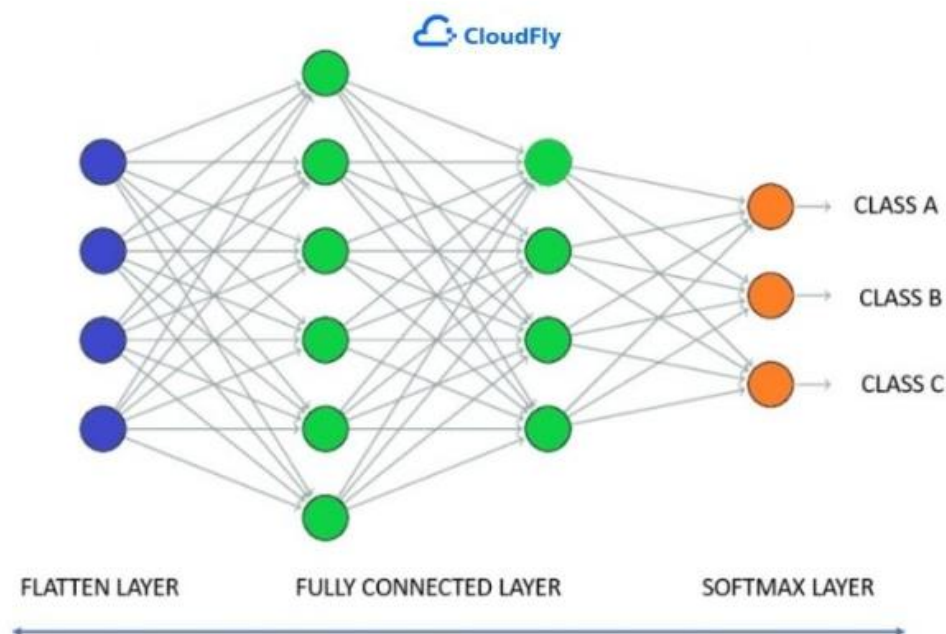 CloudFly
CLASS A
CLASS B
CLASS C
FLATTEN LAYER
FULLY CONNECTED LAYER
SOFTMAX LAYER